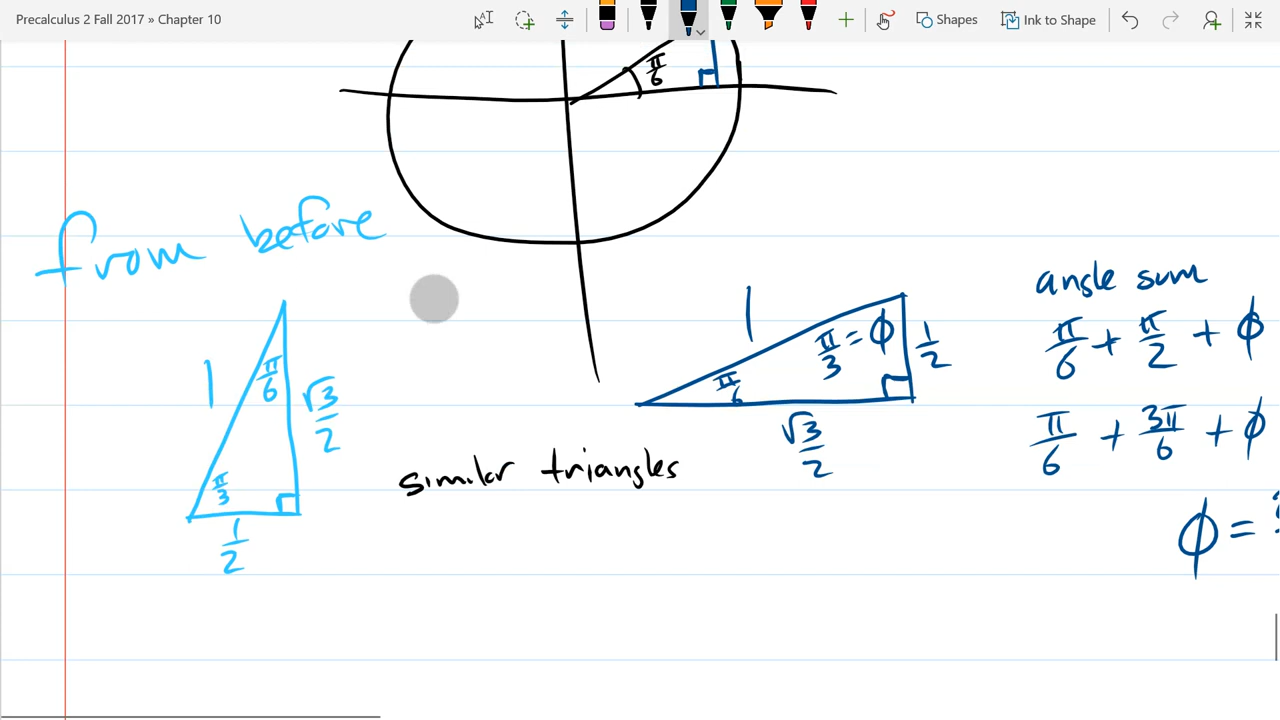 Precalculus 2 Fall 2017 » Chapter 10
Shapes
Ink to Shape
π/6
from before
1
π/6
√3/2
π/3
1/2
similar triangles
1
π/3 = ϕ
π/6
1/2
√3/2
angle sum
π/6 + π/2 + ϕ
π/6 + 3π/6 + ϕ
ϕ =